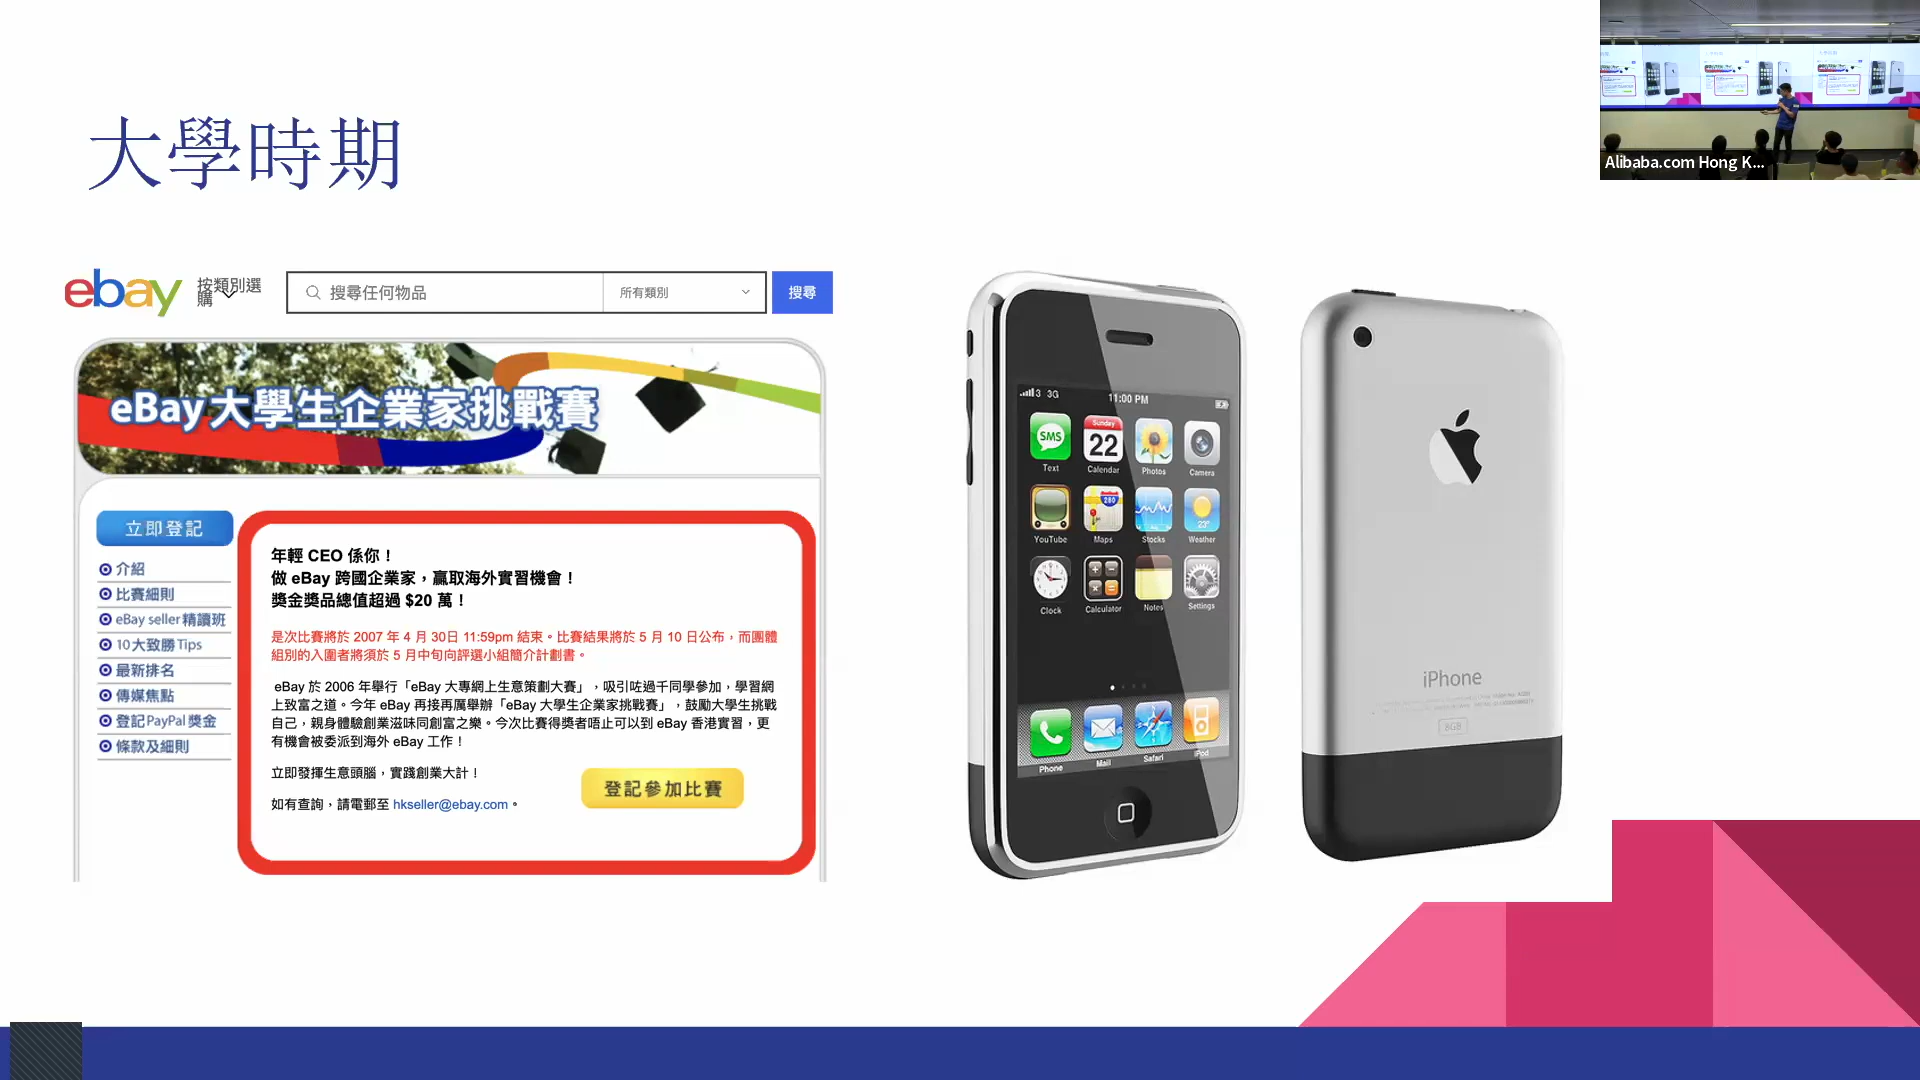 大學時期
Alibaba.com Hong K...
ebay
按類別選
購
搜尋任何物品
所有類別
搜尋
eBay大學生企業家挑戰賽
立即登記
介紹
比賽細則
eBay seller精讀班
10大致勝Tips
最新排名
傳媒焦點
登記PayPal獎金
條款及細則
年輕 CEO 係你！
做 eBay 跨國企業家，贏取海外實習機會！
獎金獎品總值超過 $20 萬！
是次比賽將於 2007 年 4 月 30日 11:59pm 結束。比賽結果將於 5 月 10 日公布，而團體
組別的入圍者將須於 5 月中旬向評選小組簡介計劃書。
eBay 於 2006 年舉行「eBay 大專網上生意策劃大賽」，吸引咗過千同學參加，學習網
上致富之道。今年 eBay 再接再厲舉辦「eBay 大學生企業家挑戰賽」，鼓勵大學生挑戰
自己，親身體驗創業滋味同創富之樂。今次比賽得獎者唔止可以到 eBay 香港實習，更
有機會被委派到海外 eBay 工作！
立即發揮生意頭腦，實踐創業大計！
如有查詢，請電郵至 hkseller@ebay.com。
登記參加比賽
3 3G
11:00 PM
SMS
Sunday
22
Text
Calendar
Photos
Camera
280
23°
YouTube
Maps
Stocks
Weather
Clock
Calculator
Notes
Settings
Phone
Mail
Safari
iPod
iPhone
8GB